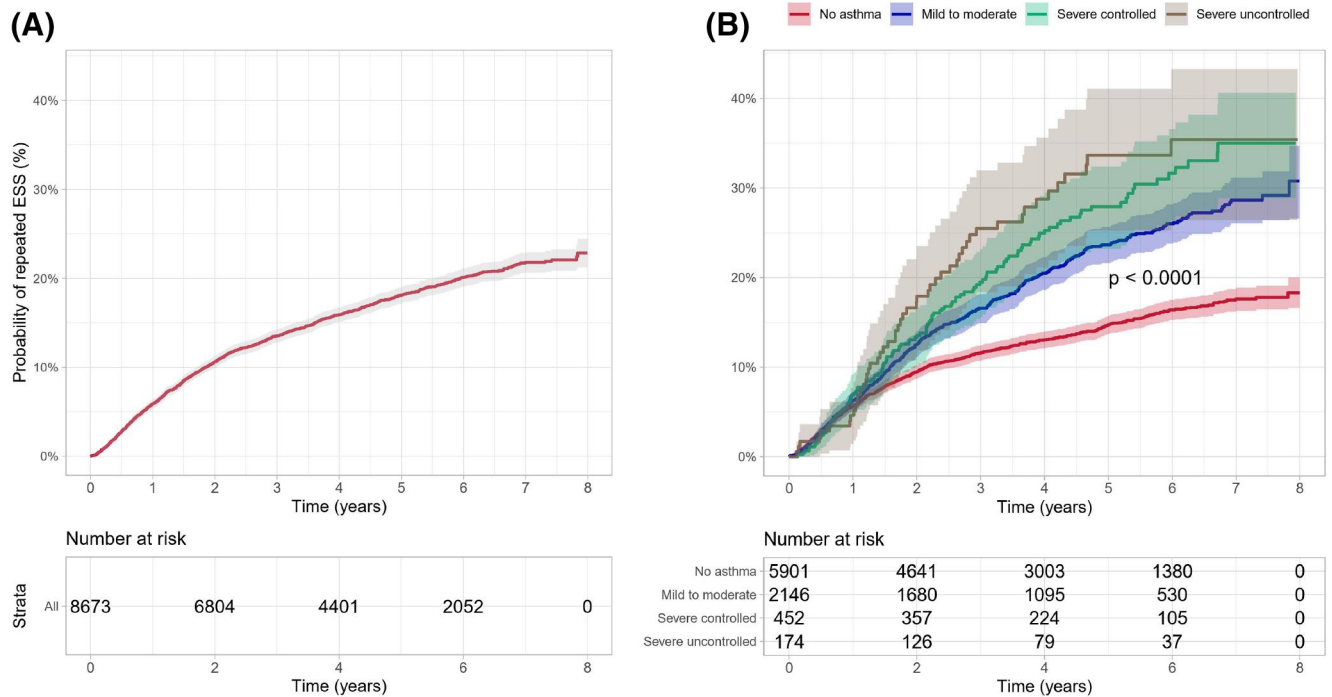 (A)
Probability of repeated ESS (%)
40%
30%
20%
10%
0%
0 1 2 3 4 5 6 7 8
Time (years)
Number at risk
Strata
All 8673 6804 4401 2052 0
0 2 4 6 8
Time (years)
(B)
No asthma Mild to moderate Severe controlled Severe uncontrolled
40%
30%
20%
10%
0%
p < 0.0001
0 1 2 3 4 5 6 7 8
Time (years)
Number at risk
No asthma 5901 4641 3003 1380 0
Mild to moderate 2146 1680 1095 530 0
Severe controlled 452 357 224 105 0
Severe uncontrolled 174 126 79 37 0
0 2 4 6 8
Time (years)